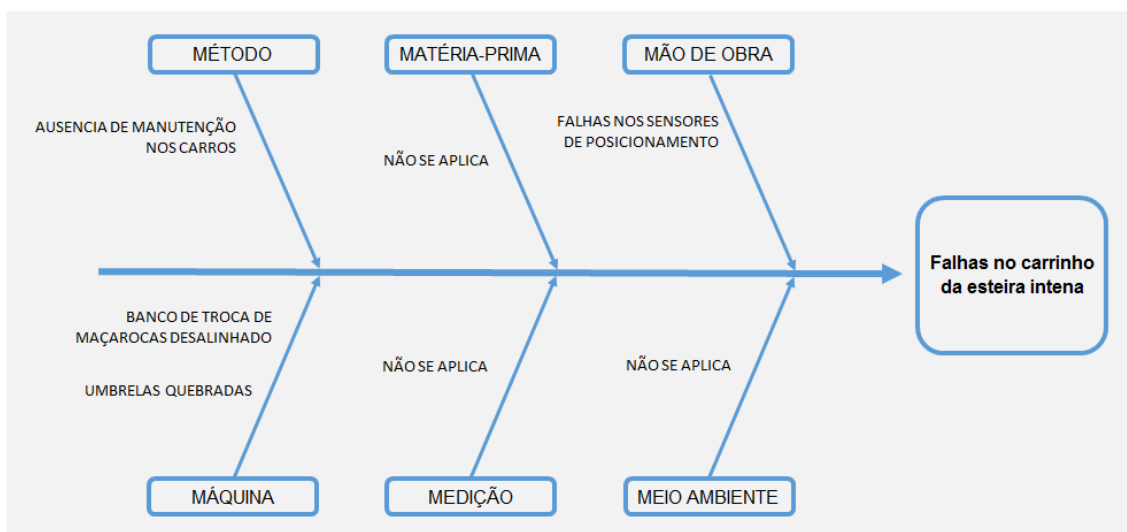 MÉTODO
MATÉRIA-PRIMA
MÃO DE OBRA
AUSENCIA DE MANUTENÇÃO
NOS CARROS
NÃO SE APLICA
FALHAS NOS SENSORES
DE POSICIONAMENTO
Falhas no carrinho
da esteira intena
BANCO DE TROCA DE
MAÇAROCAS DESALINHADO
UMBRELAS QUEBRADAS
NÃO SE APLICA
NÃO SE APLICA
MÁQUINA
MEDIÇÃO
MEIO AMBIENTE